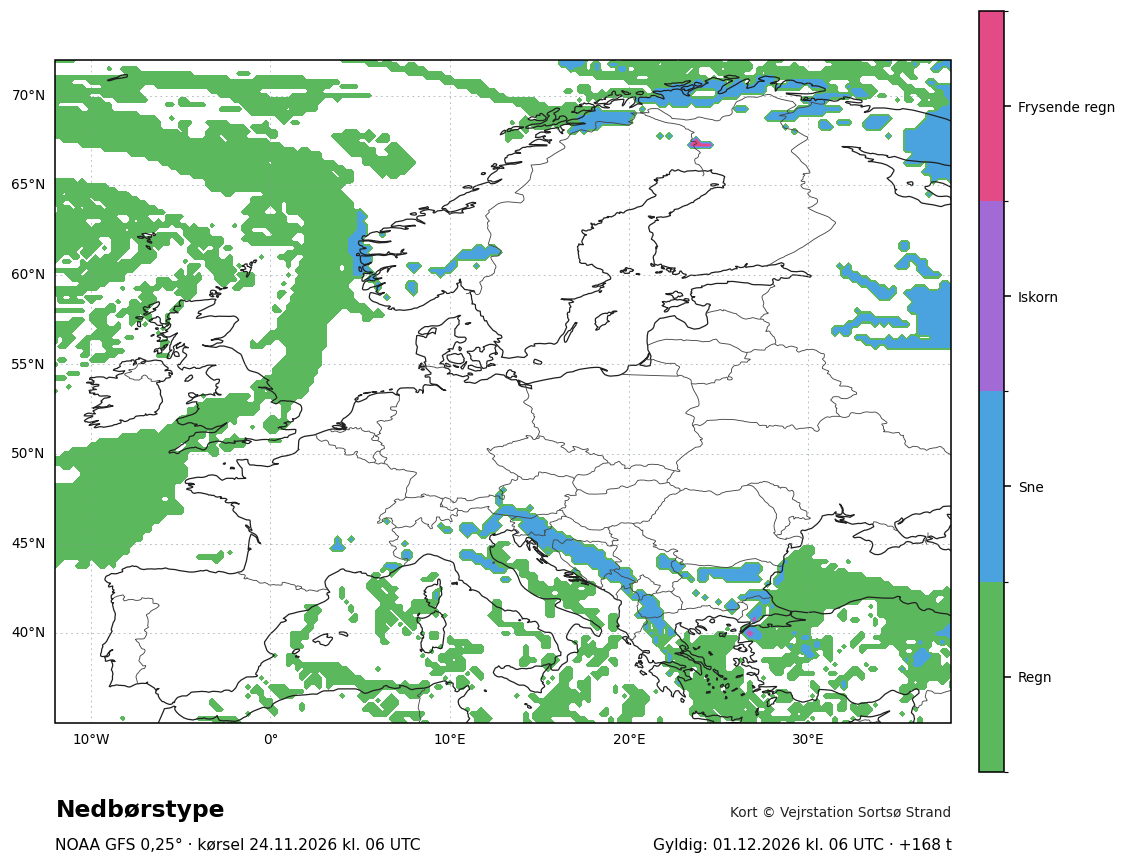 70°N
65°N
60°N
55°N
50°N
45°N
40°N
10°W
0°
10°E
20°E
30°E
Frysende regn
Iskorn
Sne
Regn
Nedbørstype
Kort © Vejrstation Sortsø Strand
NOAA GFS 0,25° · kørsel 24.11.2026 kl. 06 UTC
Gyldig: 01.12.2026 kl. 06 UTC · +168 t